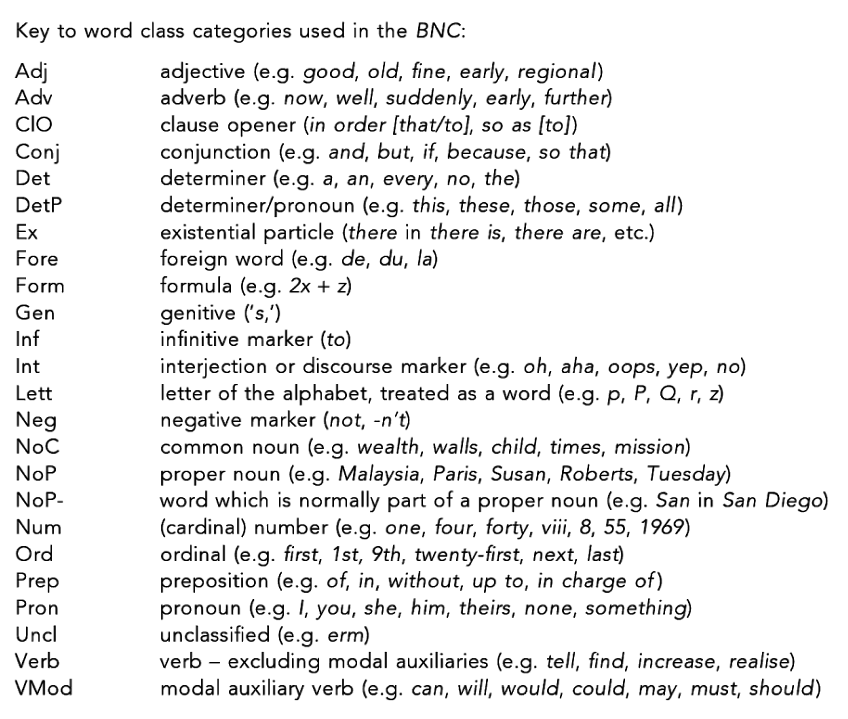 Key to word class categories used in the BNC:
Adj adjective (e.g. good, old, fine, early, regional)
Adv adverb (e.g. now, well, suddenly, early, further)
ClO clause opener (in order [that/to], so as [to])
Conj conjunction (e.g. and, but, if, because, so that)
Det determiner (e.g. a, an, every, no, the)
DetP determiner/pronoun (e.g. this, these, those, some, all)
Ex existential particle (there in there is, there are, etc.)
Fore foreign word (e.g. de, du, la)
Form formula (e.g. 2x + z)
Gen genitive ('s,')
Inf infinitive marker (to)
Int interjection or discourse marker (e.g. oh, aha, oops, yep, no)
Lett letter of the alphabet, treated as a word (e.g. p, P, Q, r, z)
Neg negative marker (not, -n't)
NoC common noun (e.g. wealth, walls, child, times, mission)
NoP proper noun (e.g. Malaysia, Paris, Susan, Roberts, Tuesday)
NoP- word which is normally part of a proper noun (e.g. San in San Diego)
Num (cardinal) number (e.g. one, four, forty, viii, 8, 55, 1969)
Ord ordinal (e.g. first, 1st, 9th, twenty-first, next, last)
Prep preposition (e.g. of, in, without, up to, in charge of)
Pron pronoun (e.g. I, you, she, him, theirs, none, something)
Uncl unclassified (e.g. erm)
Verb verb – excluding modal auxiliaries (e.g. tell, find, increase, realise)
VMod modal auxiliary verb (e.g. can, will, would, could, may, must, should)